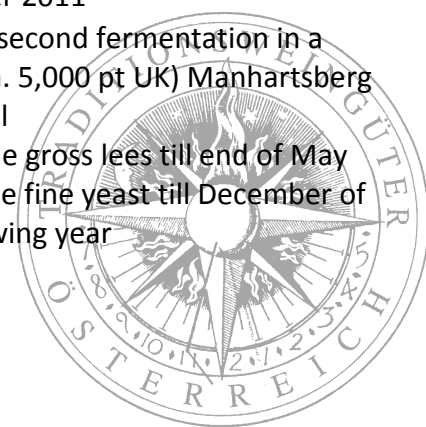 r 2011
second fermentation in a
a. 5,000 pt UK) Manhartsberg
l
e gross lees till end of May
e fine yeast till December of
ving year
TRADITIONSWEINGÜTER
ÖSTERREICH